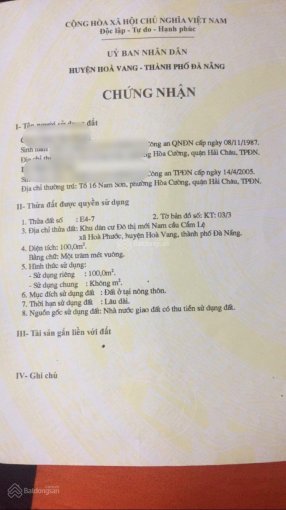 CỘNG HÒA XÃ HỘI CHỦ NGHĨA VIỆT NAM
Độc lập - Tự do - Hạnh phúc
UỶ BAN NHÂN DÂN
HUYỆN HOÀ VANG - THÀNH PHỐ ĐÀ NẴNG
CHỨNG NHẬN
I- Tên người sử dụng đất
Sinh năm
Công an QNĐN cấp ngày 08/11/1987.
Địa chỉ
ng Hòa Cường, quận Hải Châu, TPĐN.
Công an TPĐN cấp ngày 14/4/2005.
Địa chỉ thường trú: Tổ 16 Nam Sơn, phường Hòa Cường, quận Hải Châu, TPĐN.
II- Thửa đất được quyền sử dụng
1. Thửa đất số : E4-7 2. Tờ bản đồ số: KT: 03/3
3. Địa chỉ thửa đất: Khu dân cư Đô thị mới Nam cầu Cẩm Lệ
xã Hoà Phước, huyện Hoà Vang, thành phố Đà Nẵng.
4. Diện tích: 100,0m².
Bằng chữ: Một trăm mét vuông.
5. Hình thức sử dụng:
- Sử dụng riêng : 100,0m².
- Sử dụng chung : Không m².
6. Mục đích sử dụng đất : Đất ở tại nông thôn.
7. Thời hạn sử dụng đất : Lâu dài.
8. Nguồn gốc sử dụng đất: Nhà nước giao đất có thu tiền sử dụng đất.
III- Tài sản gắn liền với đất
IV- Ghi chú
Batdongsan